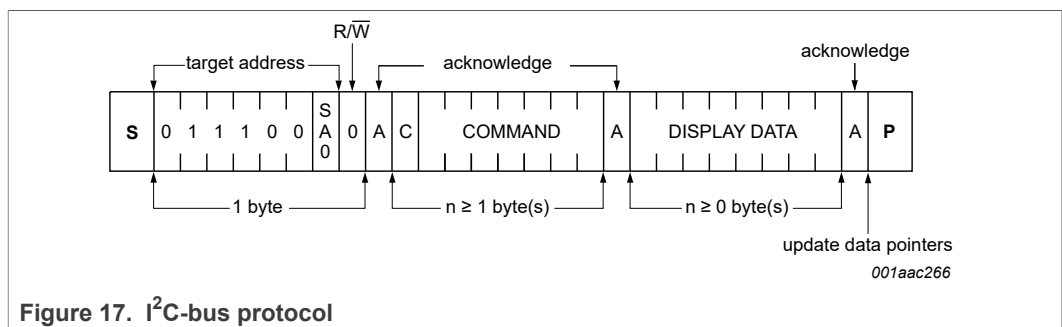 R/W̅
target address acknowledge acknowledge
S 0 1 1 1 0 0 SA0 0 A C COMMAND A DISPLAY DATA A P
1 byte n ≥ 1 byte(s) n ≥ 0 byte(s)
update data pointers
001aac266
Figure 17. I²C-bus protocol